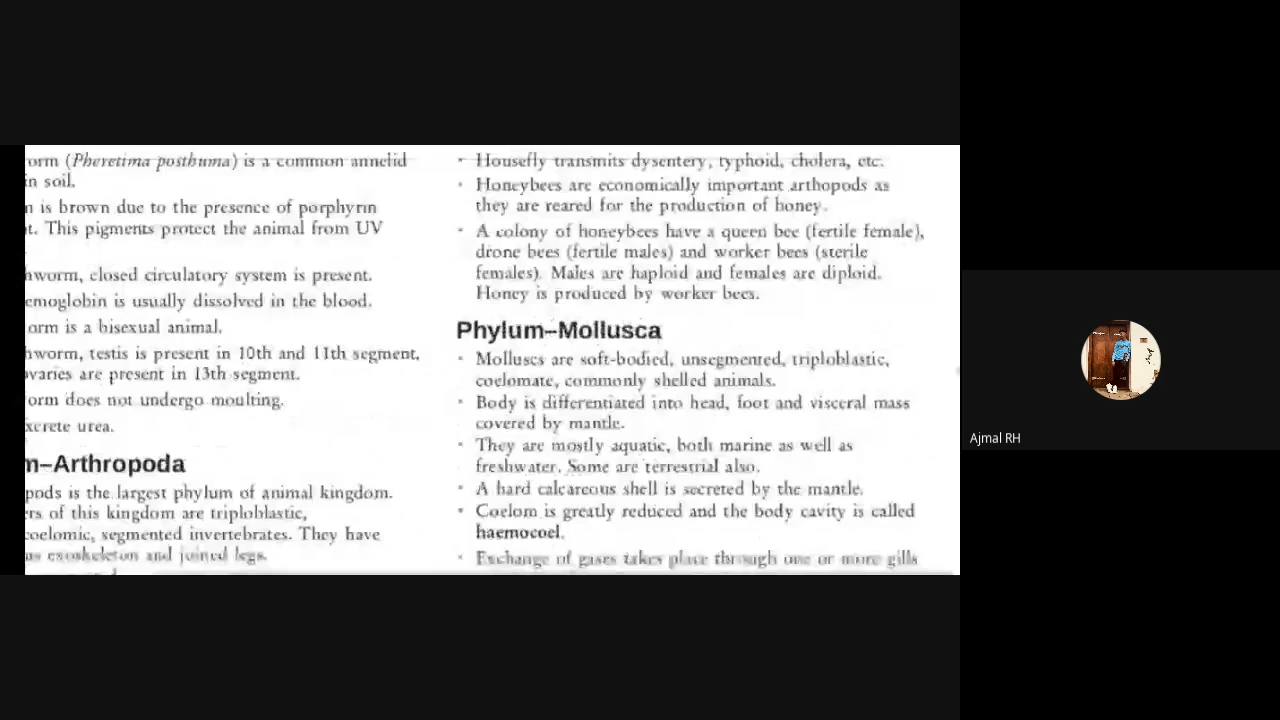 orm (Pheretima posthuma) is a common annelid
in soil.
n is brown due to the presence of porphyrin
t. This pigments protect the animal from UV
hworm, closed circulatory system is present.
emoglobin is usually dissolved in the blood.
orm is a bisexual animal.
hworm, testis is present in 10th and 11th segment,
varies are present in 13th segment.
orm does not undergo moulting.
xcrete urea.
m–Arthropoda
pods is the largest phylum of animal kingdom.
ers of this kingdom are triploblastic,
coelomic, segmented invertebrates. They have
us exoskeleton and joined legs.
• Housefly transmits dysentery, typhoid, cholera, etc.
• Honeybees are economically important arthopods as
they are reared for the production of honey.
• A colony of honeybees have a queen bee (fertile female),
drone bees (fertile males) and worker bees (sterile
females). Males are haploid and females are diploid.
Honey is produced by worker bees.
Phylum–Mollusca
• Molluscs are soft-bodied, unsegmented, triploblastic,
coelomate, commonly shelled animals.
• Body is differentiated into head, foot and visceral mass
covered by mantle.
• They are mostly aquatic, both marine as well as
freshwater. Some are terrestrial also.
• A hard calcareous shell is secreted by the mantle.
• Coelom is greatly reduced and the body cavity is called
haemocoel.
• Exchange of gases takes place through one or more gills
Ajmal RH